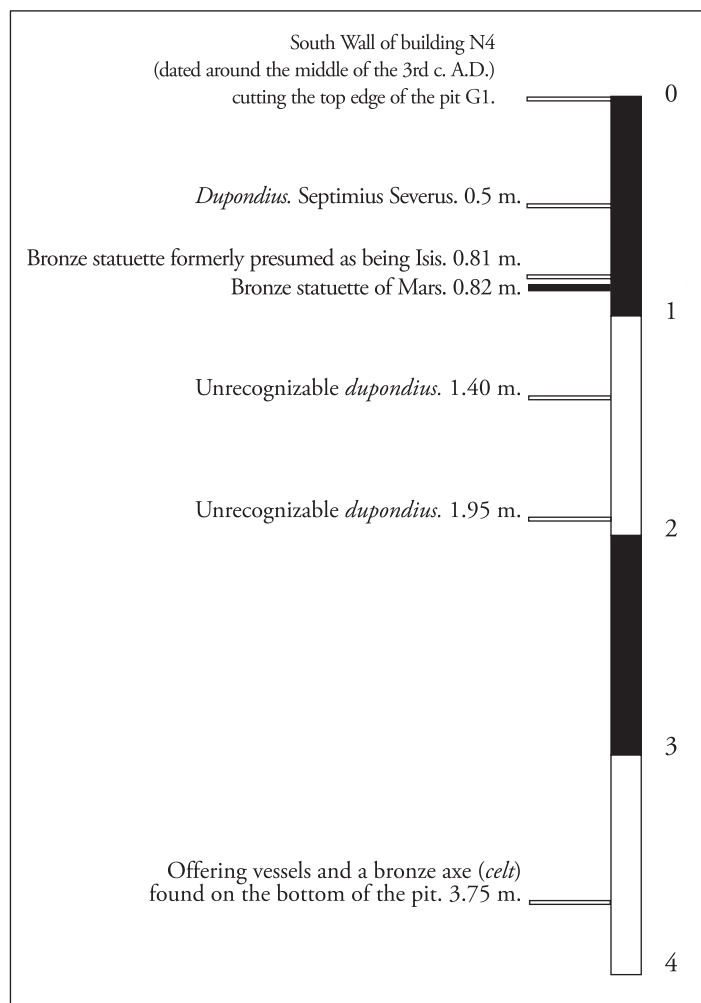 South Wall of building N4
(dated around the middle of the 3rd c. A.D.)
cutting the top edge of the pit G1.
0
Dupondius. Septimius Severus. 0.5 m.
Bronze statuette formerly presumed as being Isis. 0.81 m.
Bronze statuette of Mars. 0.82 m.
1
Unrecognizable dupondius. 1.40 m.
Unrecognizable dupondius. 1.95 m.
2
3
Offering vessels and a bronze axe (celt)
found on the bottom of the pit. 3.75 m.
4